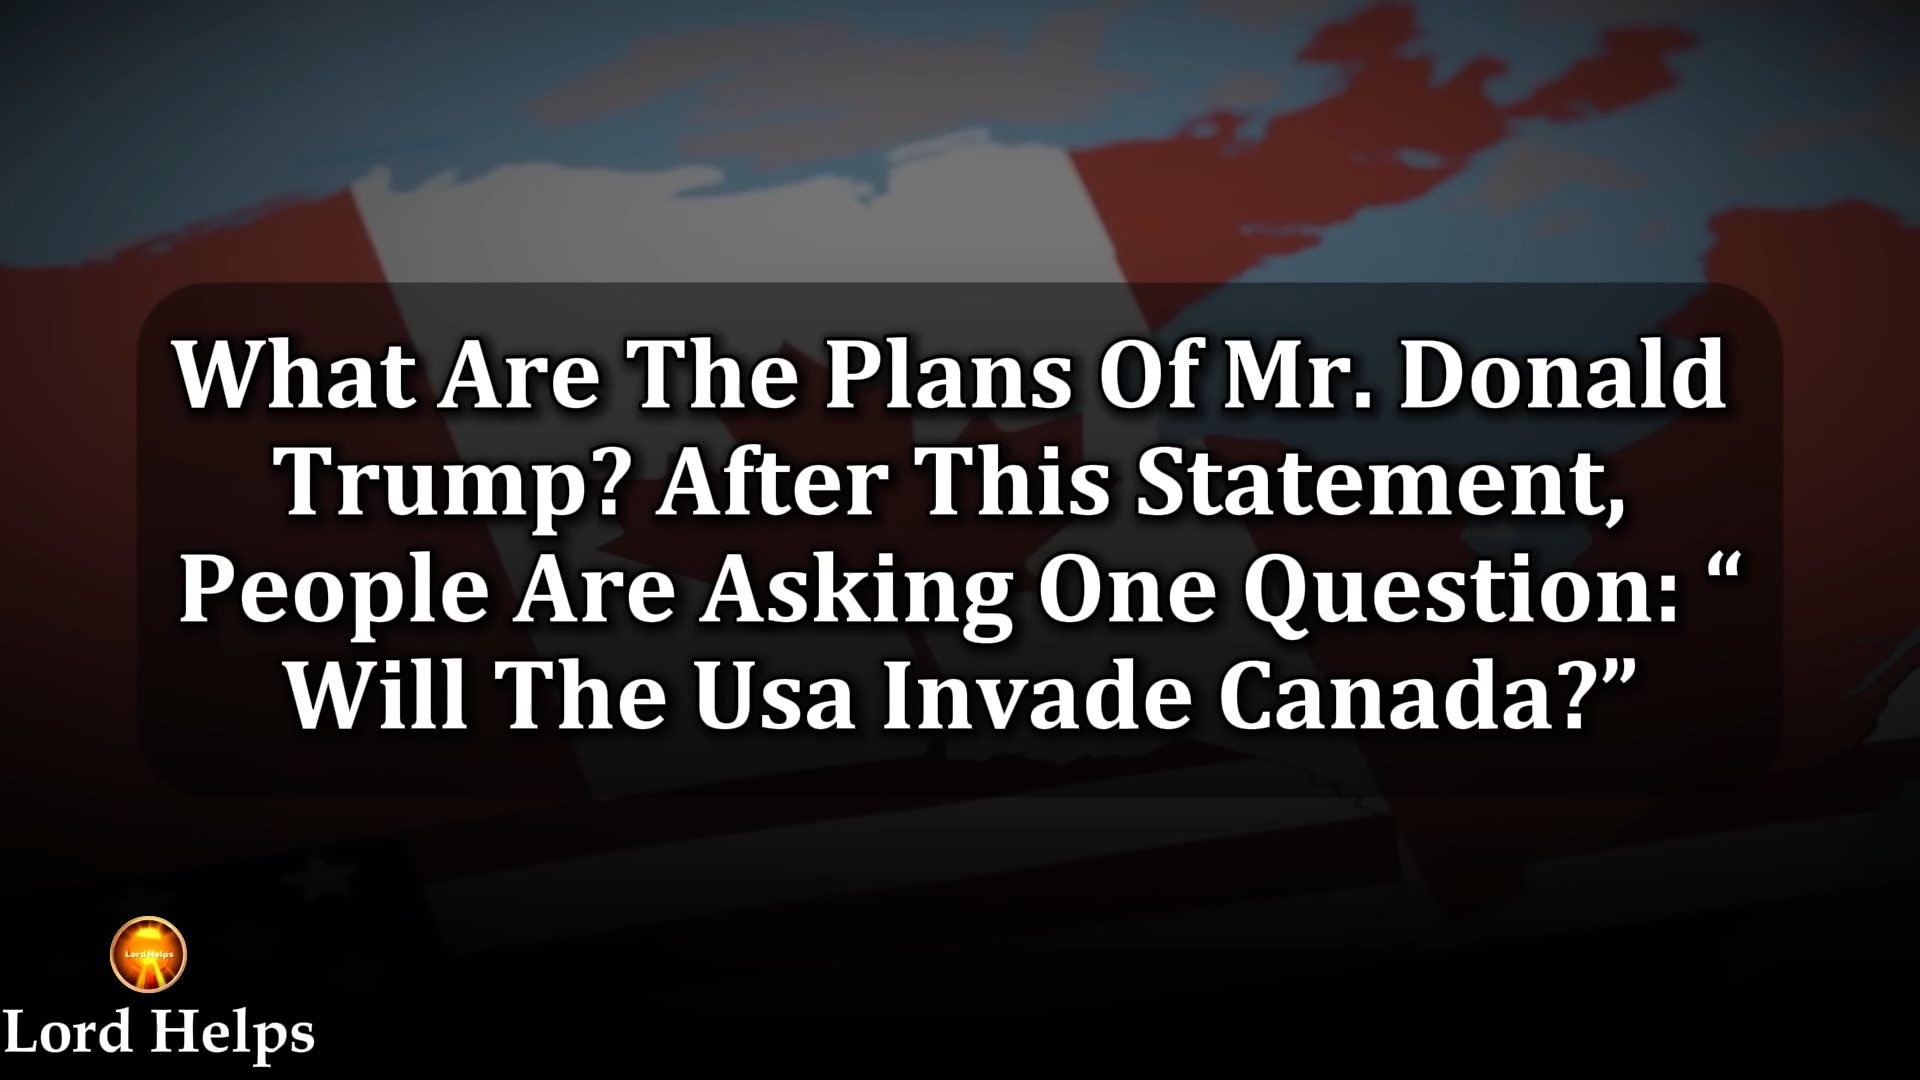 What Are The Plans Of Mr. Donald
Trump? After This Statement,
People Are Asking One Question: “
Will The Usa Invade Canada?”
Lord Helps
Lord Helps